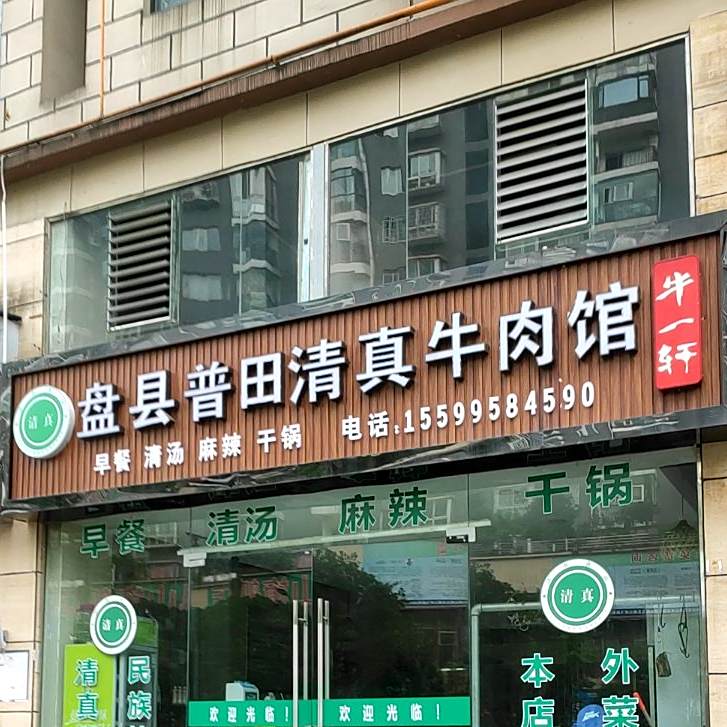 清真
盘县普田清真牛肉馆
牛一轩
早餐 清汤 麻辣 干锅 电话:15599584590
早餐 清汤 麻辣 干锅
清真
清真
清真
民族
本店
外菜
欢迎光临!
欢迎光临!